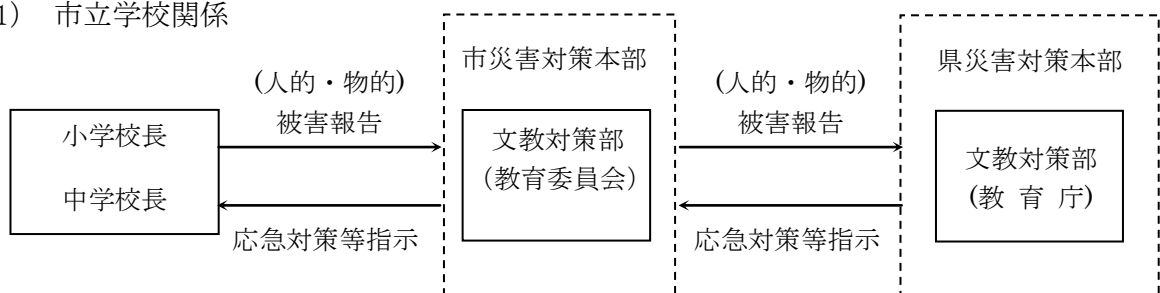 1) 市立学校関係
市災害対策本部
県災害対策本部
(人的・物的)
被害報告
(人的・物的)
被害報告
小学校長
中学校長
文教対策部
（教育委員会）
文教対策部
(教 育 庁)
応急対策等指示
応急対策等指示